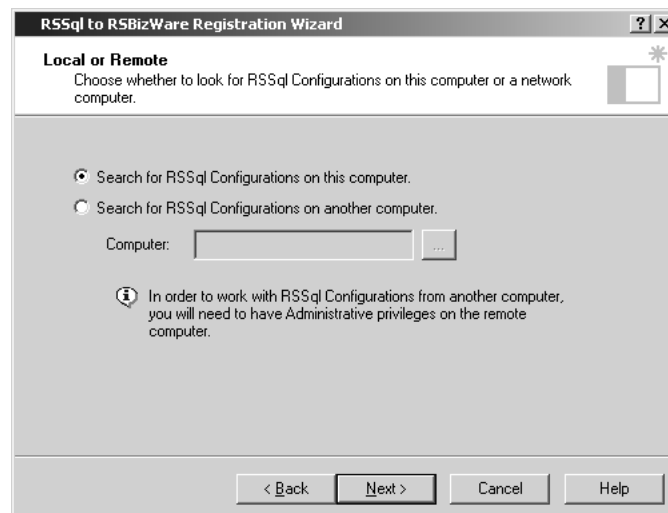 RSSql to RSBizWare Registration Wizard
Local or Remote
Choose whether to look for RSSql Configurations on this computer or a network
computer.
Search for RSSql Configurations on this computer.
Search for RSSql Configurations on another computer.
Computer:
...
In order to work with RSSql Configurations from another computer,
you will need to have Administrative privileges on the remote
computer.
< Back
Next >
Cancel
Help